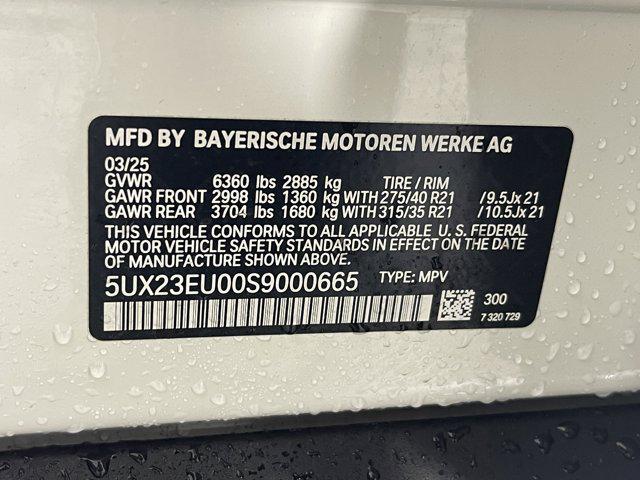 MFD BY BAYERISCHE MOTOREN WERKE AG
03/25
GVWR 6360 lbs 2885 kg TIRE / RIM
GAWR FRONT 2998 lbs 1360 kg WITH 275/40 R21 / 9.5Jx 21
GAWR REAR 3704 lbs 1680 kg WITH 315/35 R21 / 10.5Jx 21
THIS VEHICLE CONFORMS TO ALL APPLICABLE U. S. FEDERAL
MOTOR VEHICLE SAFETY STANDARDS IN EFFECT ON THE DATE
OF MANUFACTURE SHOWN ABOVE.
5UX23EU00S9000665 TYPE: MPV
300
7 320 729